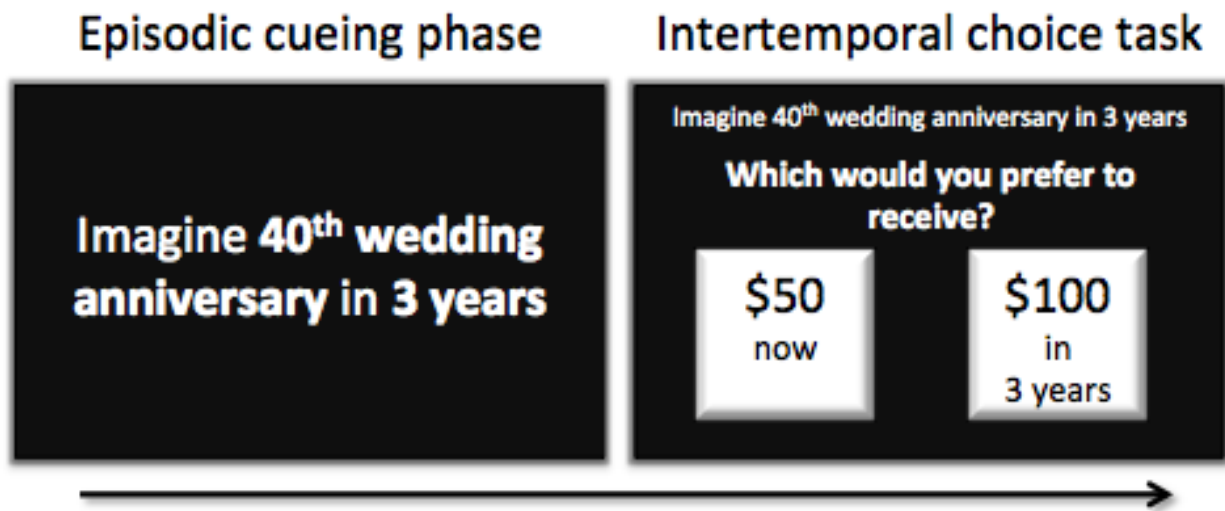 Episodic cueing phase
Imagine 40th wedding
anniversary in 3 years
Intertemporal choice task
Imagine 40th wedding anniversary in 3 years
Which would you prefer to
receive?
$50
now
$100
in
3 years